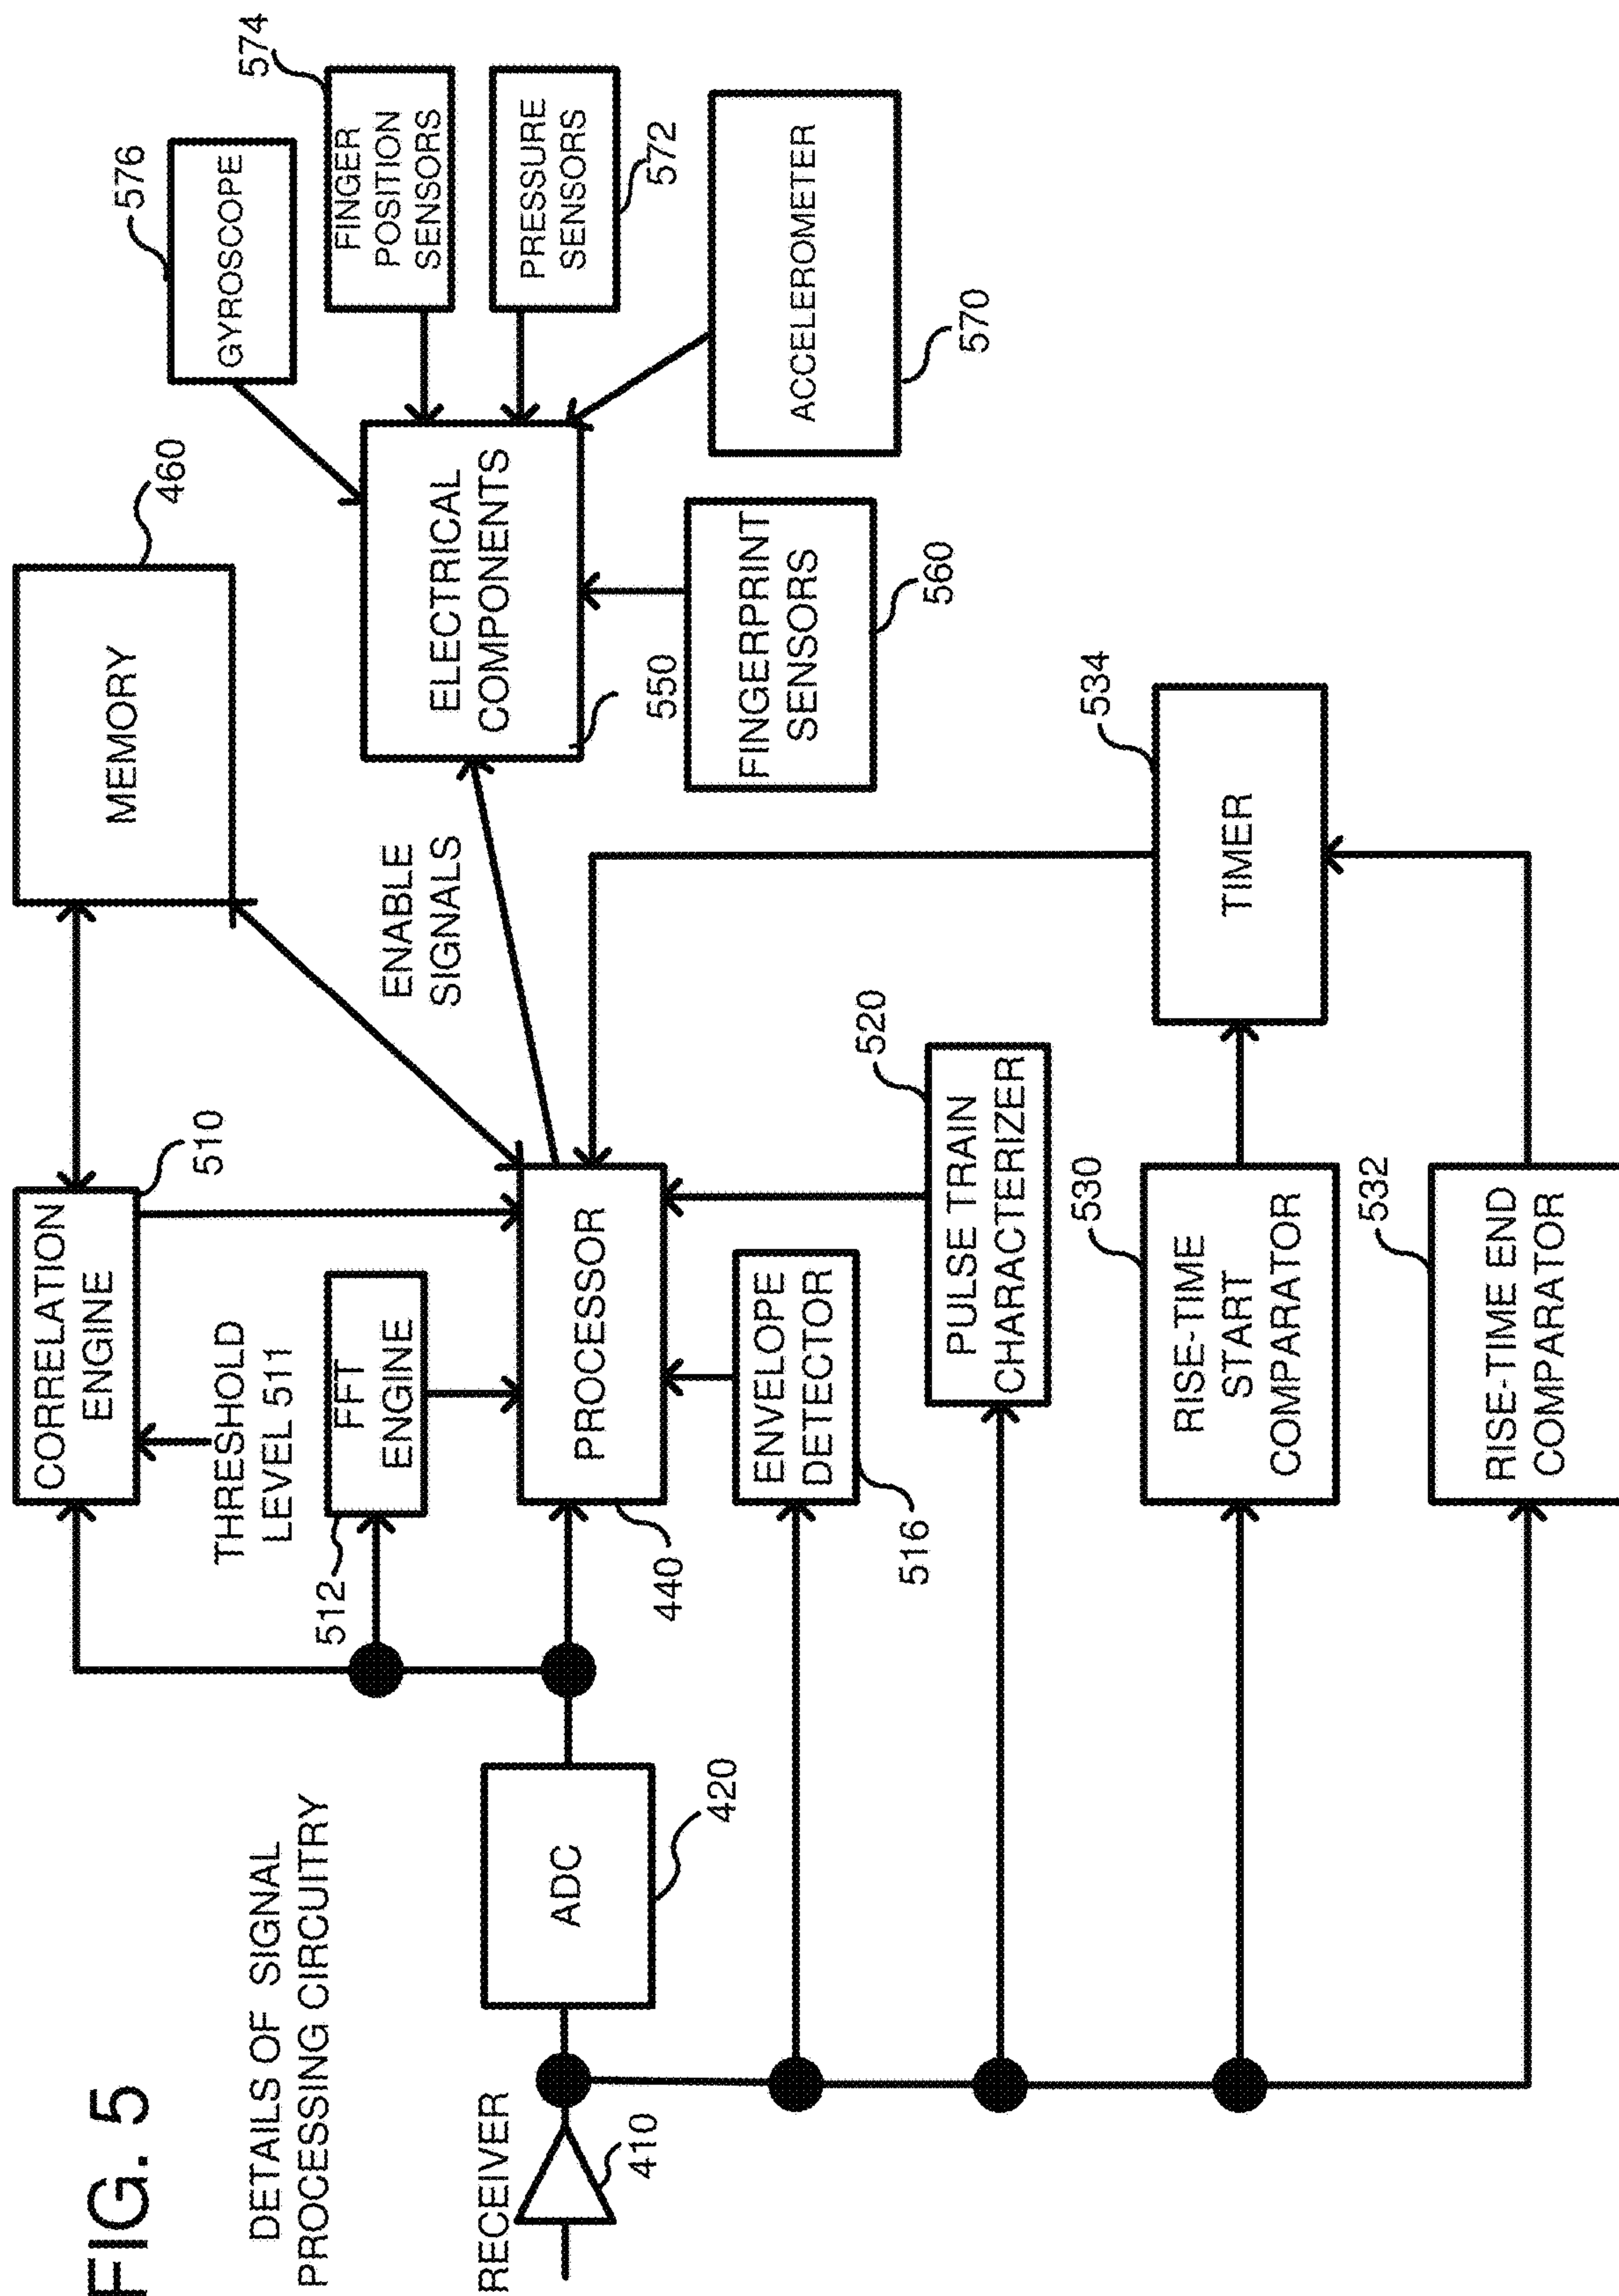 FIG. 5
DETAILS OF SIGNAL
PROCESSING CIRCUITRY
RECEIVER
410
ADC
420
CORRELATION
ENGINE
510
THRESHOLD
LEVEL 511
FFT
ENGINE
512
PROCESSOR
440
ENVELOPE
DETECTOR
516
PULSE TRAIN
CHARACTERIZER
520
RISE-TIME
START
COMPARATOR
530
RISE-TIME END
COMPARATOR
532
TIMER
534
MEMORY
460
ENABLE
SIGNALS
ELECTRICAL
COMPONENTS
550
FINGERPRINT
SENSORS
560
GYROSCOPE
576
FINGER
POSITION
SENSORS
574
PRESSURE
SENSORS
572
ACCELEROMETER
570